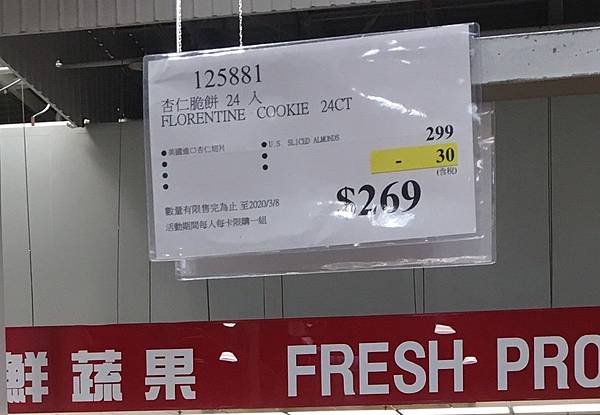 125881
杏仁脆餅 24 入
FLORENTINE COOKIE 24CT
299
美國進口杏仁切片
U.S. SLICED ALMONDS
- 30
(含稅)
$269
數量有限售完為止 至2020/3/8
活動期間每人每卡限購一組
鮮蔬果 FRESH PRO